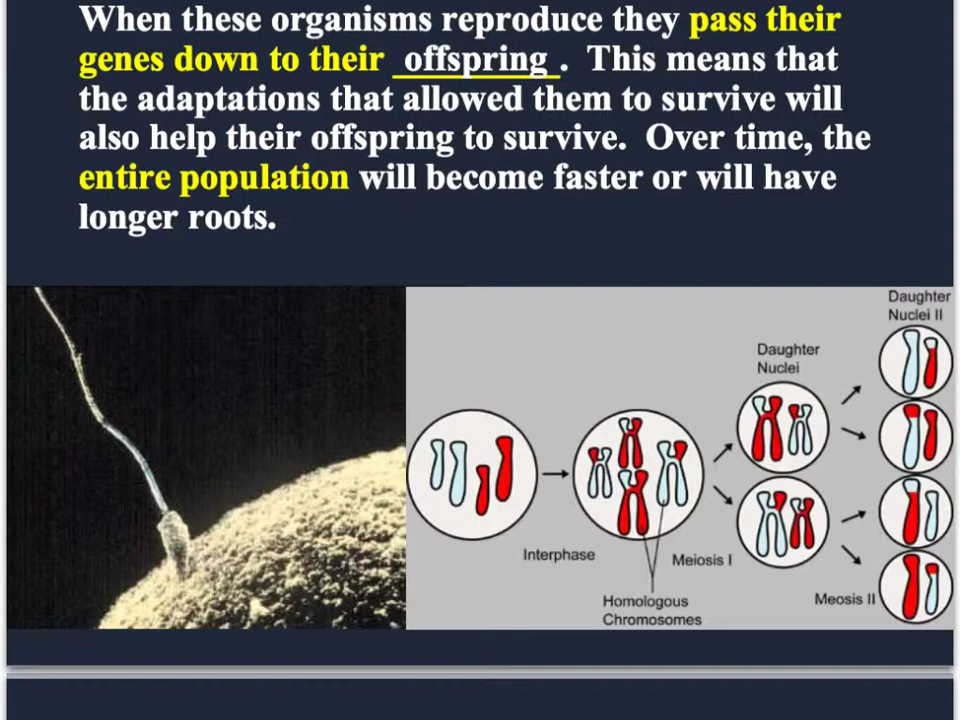 When these organisms reproduce they pass their
genes down to their offspring. This means that
the adaptations that allowed them to survive will
also help their offspring to survive. Over time, the
entire population will become faster or will have
longer roots.
Daughter
Nuclei II
Daughter
Nuclei
Interphase
Meiosis I
Homologous
Chromosomes
Meosis II